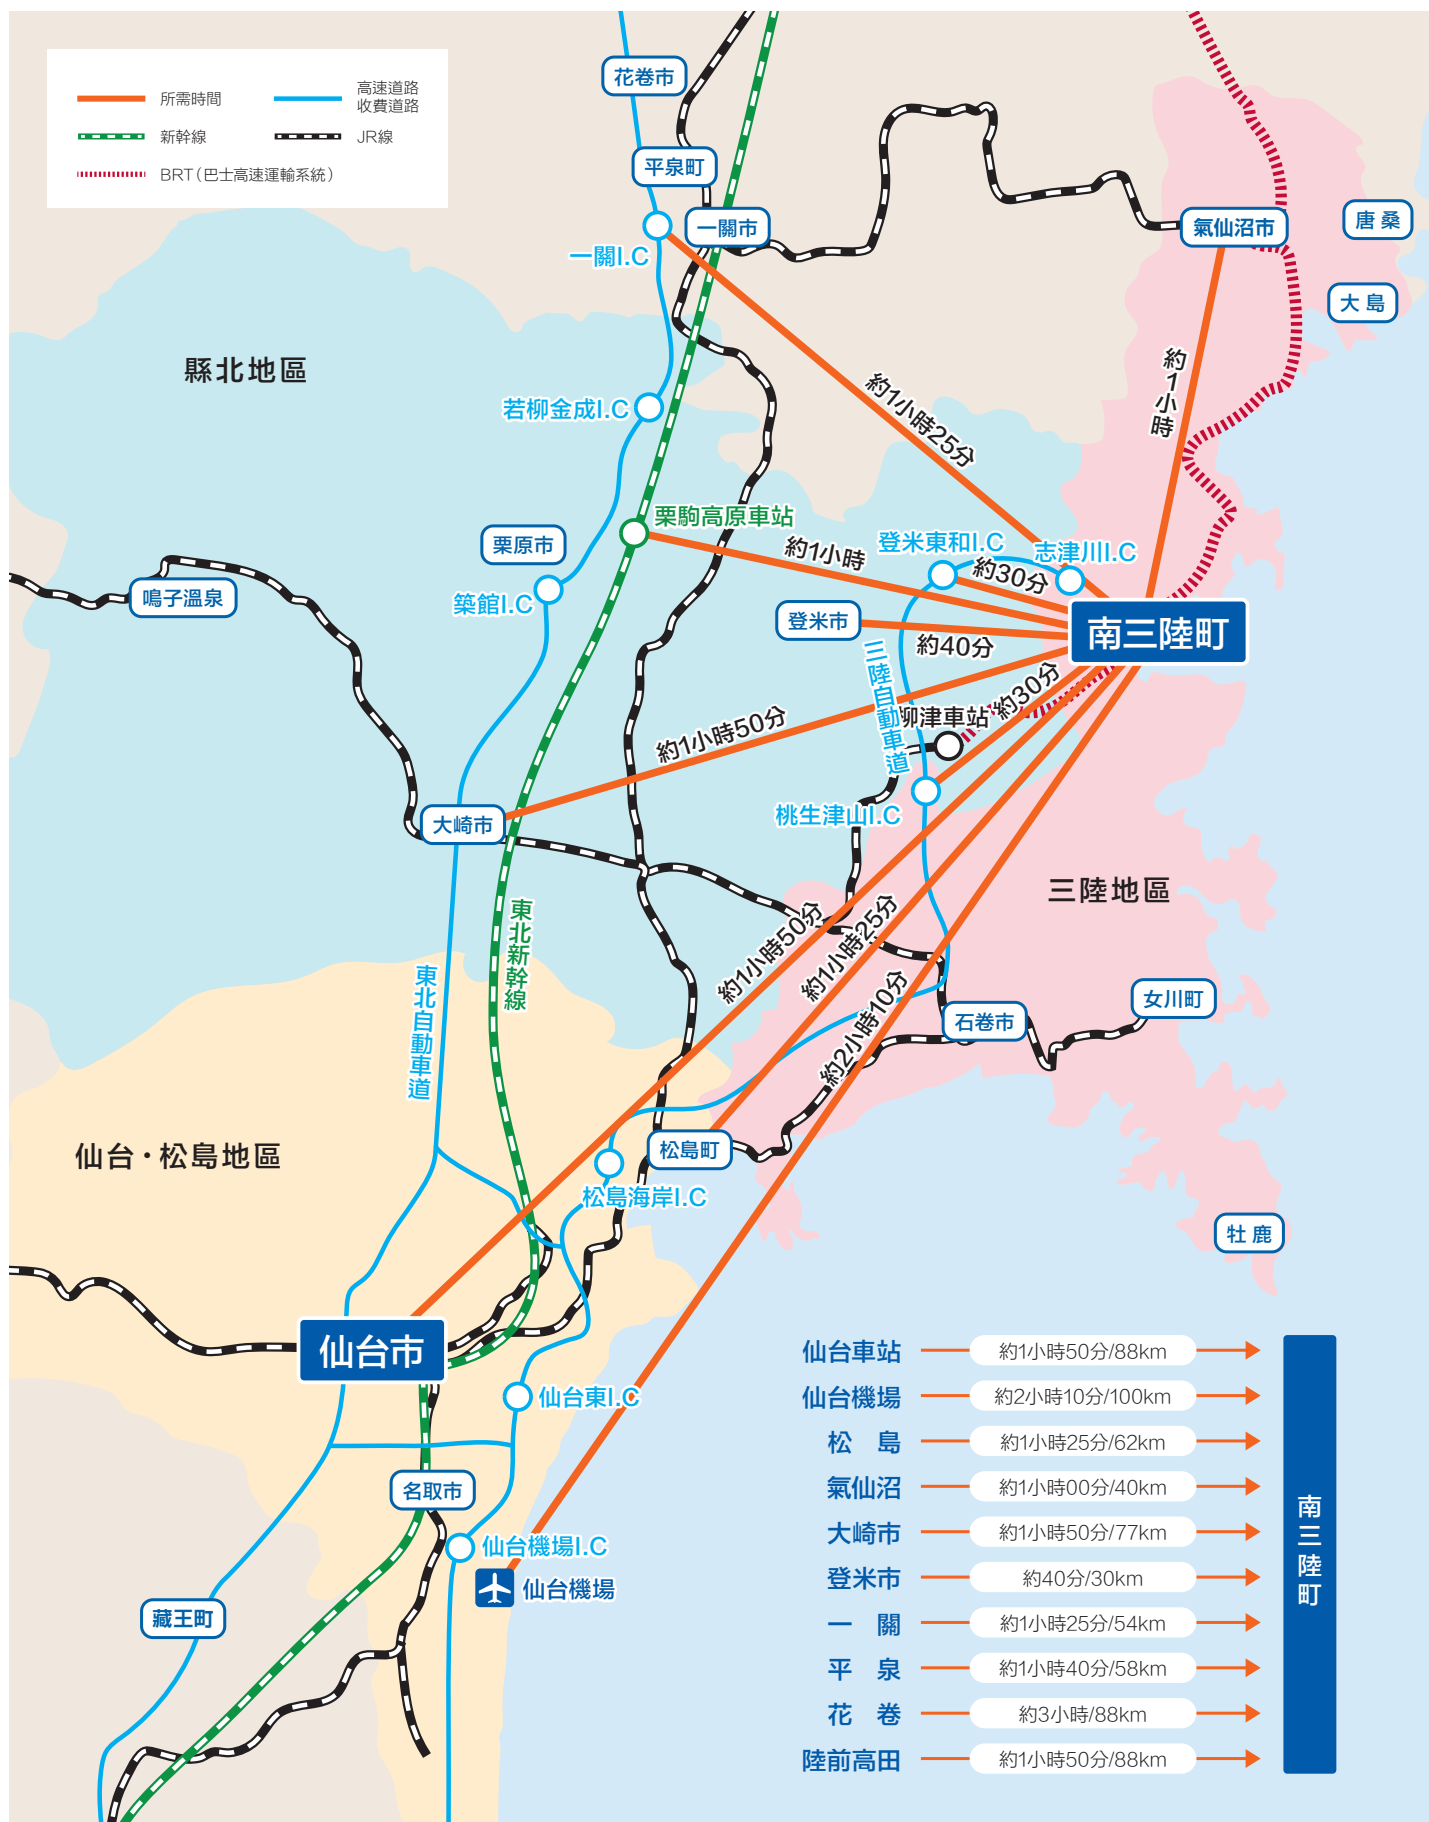 所需時間
高速道路
收費道路
新幹線
JR線
BRT（巴士高速運輸系統）
花卷市
平泉町
一關市
一關I.C
氣仙沼市
唐桑
大島
縣北地區
約1小時
約1小時25分
若柳金成I.C
栗駒高原車站
栗原市
約1小時
登米東和I.C
志津川I.C
約30分
鳴子溫泉
築館I.C
登米市
南三陸町
約40分
三陸自動車道
約30分
柳津車站
約1小時50分
大崎市
桃生津山I.C
三陸地區
東北新幹線
約1小時50分
約1小時25分
約2小時10分
東北自動車道
石卷市
女川町
仙台・松島地區
松島町
松島海岸I.C
牡鹿
仙台市
仙台東I.C
名取市
仙台機場I.C
仙台機場
藏王町
仙台車站 約1小時50分/88km
仙台機場 約2小時10分/100km
松島 約1小時25分/62km
氣仙沼 約1小時00分/40km
大崎市 約1小時50分/77km
登米市 約40分/30km
一關 約1小時25分/54km
平泉 約1小時40分/58km
花卷 約3小時/88km
陸前高田 約1小時50分/88km
南三陸町